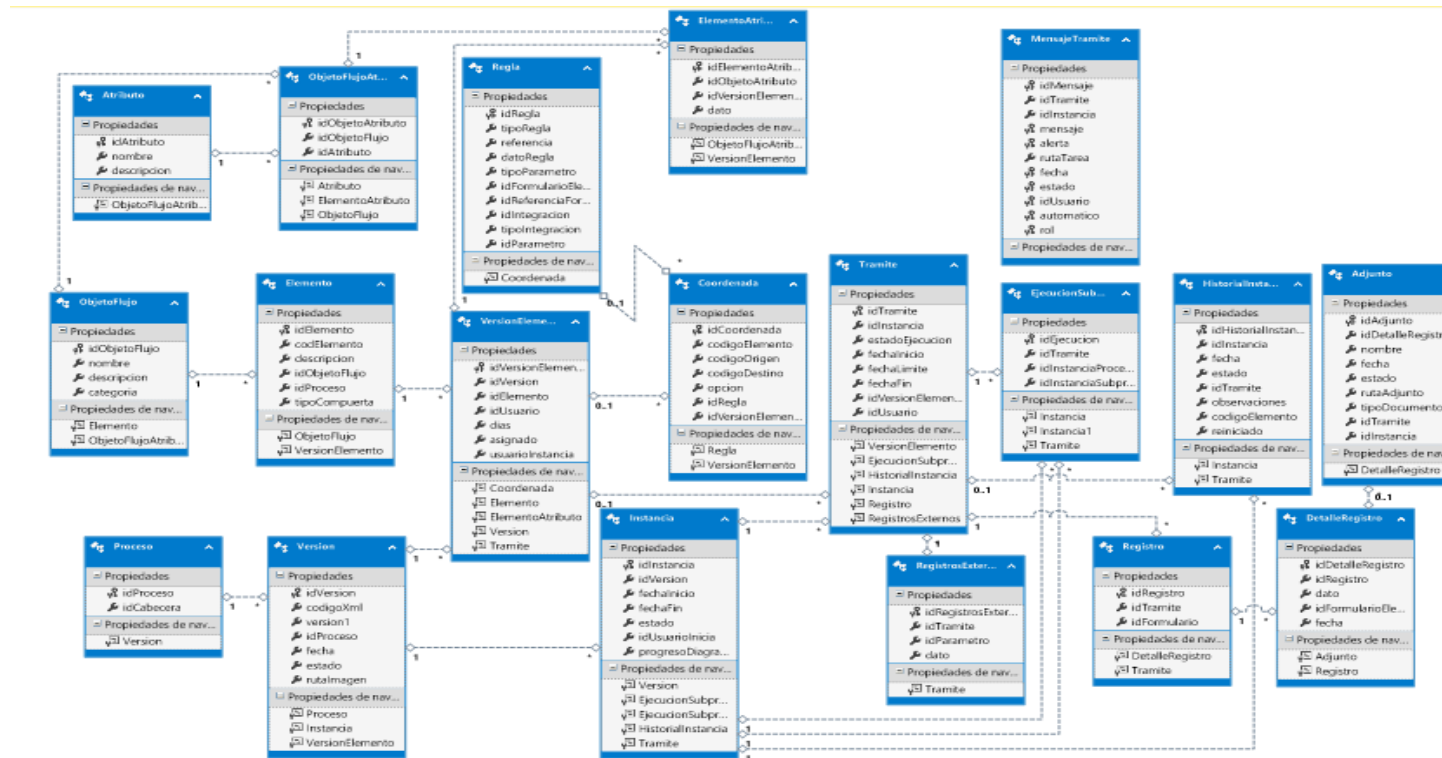 Atributo
Propiedades
idAtributo
nombre
descripcion
Propiedades de nav...
ObjetoFlujoAtrib...
ObjetoFlujoAt...
Propiedades
idObjetoAtributo
idObjetoFlujo
idAtributo
Propiedades de nav...
Atributo
ElementoAtributo
ObjetoFlujo
Regla
Propiedades
idRegla
tipoRegla
referencia
datoRegla
tipoParametro
idFormularioEle...
idReferenciaFor...
idIntegracion
tipoIntegracion
idParametro
Propiedades de nav...
Coordenada
ElementoAtri...
Propiedades
idElementoAtrib...
idObjetoAtributo
idVersionElemen...
dato
Propiedades de nav...
ObjetoFlujoAtrib...
VersionElemento
MensajeTramite
Propiedades
idMensaje
idTramite
idInstancia
mensaje
alerta
rutaTarea
fecha
estado
idUsuario
automatico
rol
Propiedades de nav...
ObjetoFlujo
Propiedades
idObjetoFlujo
nombre
descripcion
categoria
Propiedades de nav...
Elemento
ObjetoFlujoAtrib...
Elemento
Propiedades
idElemento
codElemento
descripcion
idObjetoFlujo
idProceso
tipoCompuerta
Propiedades de nav...
ObjetoFlujo
VersionElemento
VersionEleme...
Propiedades
idVersionElemen...
idVersion
idElemento
idUsuario
dias
asignado
usuarioInstancia
Propiedades de nav...
Coordenada
Elemento
ElementoAtributo
Version
Tramite
Coordenada
Propiedades
idCoordenada
codigoElemento
codigoOrigen
codigoDestino
opcion
idRegla
idVersionElemen...
Propiedades de nav...
Regla
VersionElemento
Tramite
Propiedades
idTramite
idInstancia
estadoEjecucion
fechaInicio
fechaLimite
fechaFin
idVersionElemen...
idUsuario
Propiedades de nav...
VersionElemento
EjecucionSubpr...
HistorialInstancia
Instancia
Registro
RegistrosExternos
EjecucionSub...
Propiedades
idEjecucion
idTramite
idInstanciaProce...
idInstanciaSubpr...
Propiedades de nav...
Instancia
Instancia1
Tramite
HistorialInsta...
Propiedades
idHistorialInstan...
idInstancia
fecha
estado
idTramite
observaciones
codigoElemento
reiniciado
Propiedades de nav...
Instancia
Tramite
Adjunto
Propiedades
idAdjunto
idDetalleRegistr
nombre
fecha
estado
rutaAdjunto
tipoDocumento
idTramite
idInstancia
Propiedades de nav
DetalleRegistro
Proceso
Propiedades
idProceso
idCabecera
Propiedades de nav...
Version
Version
Propiedades
idVersion
codigoXml
version1
idProceso
fecha
estado
rutaImagen
Propiedades de nav...
Proceso
Instancia
VersionElemento
Instancia
Propiedades
idInstancia
idVersion
fechaInicio
fechaFin
estado
idUsuarioInicia
progresoDiagra...
Propiedades de nav...
Version
EjecucionSubpr...
EjecucionSubpr...
HistorialInstancia
Tramite
RegistrosExter...
Propiedades
idRegistrosExter...
idTramite
idParametro
dato
Propiedades de nav...
Tramite
Registro
Propiedades
idRegistro
idTramite
idFormulario
Propiedades de nav...
DetalleRegistro
Tramite
DetalleRegistro
Propiedades
idDetalleRegistro
idRegistro
dato
idFormularioEle...
fecha
Propiedades de nav...
Adjunto
Registro